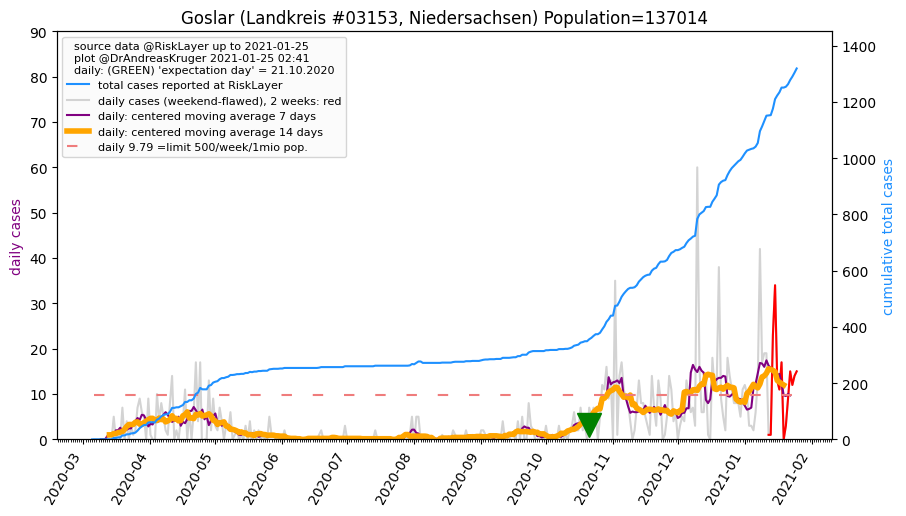 Goslar (Landkreis #03153, Niedersachsen) Population=137014
source data @RiskLayer up to 2021-01-25
plot @DrAndreasKruger 2021-01-25 02:41
daily: (GREEN) 'expectation day' = 21.10.2020
total cases reported at RiskLayer
daily cases (weekend-flawed), 2 weeks: red
daily: centered moving average 7 days
daily: centered moving average 14 days
daily 9.79 =limit 500/week/1mio pop.
daily cases
90
80
70
60
50
40
30
20
10
0
cumulative total cases
1400
1200
1000
800
600
400
200
0
2020-03
2020-04
2020-05
2020-06
2020-07
2020-08
2020-09
2020-10
2020-11
2020-12
2021-01
2021-02